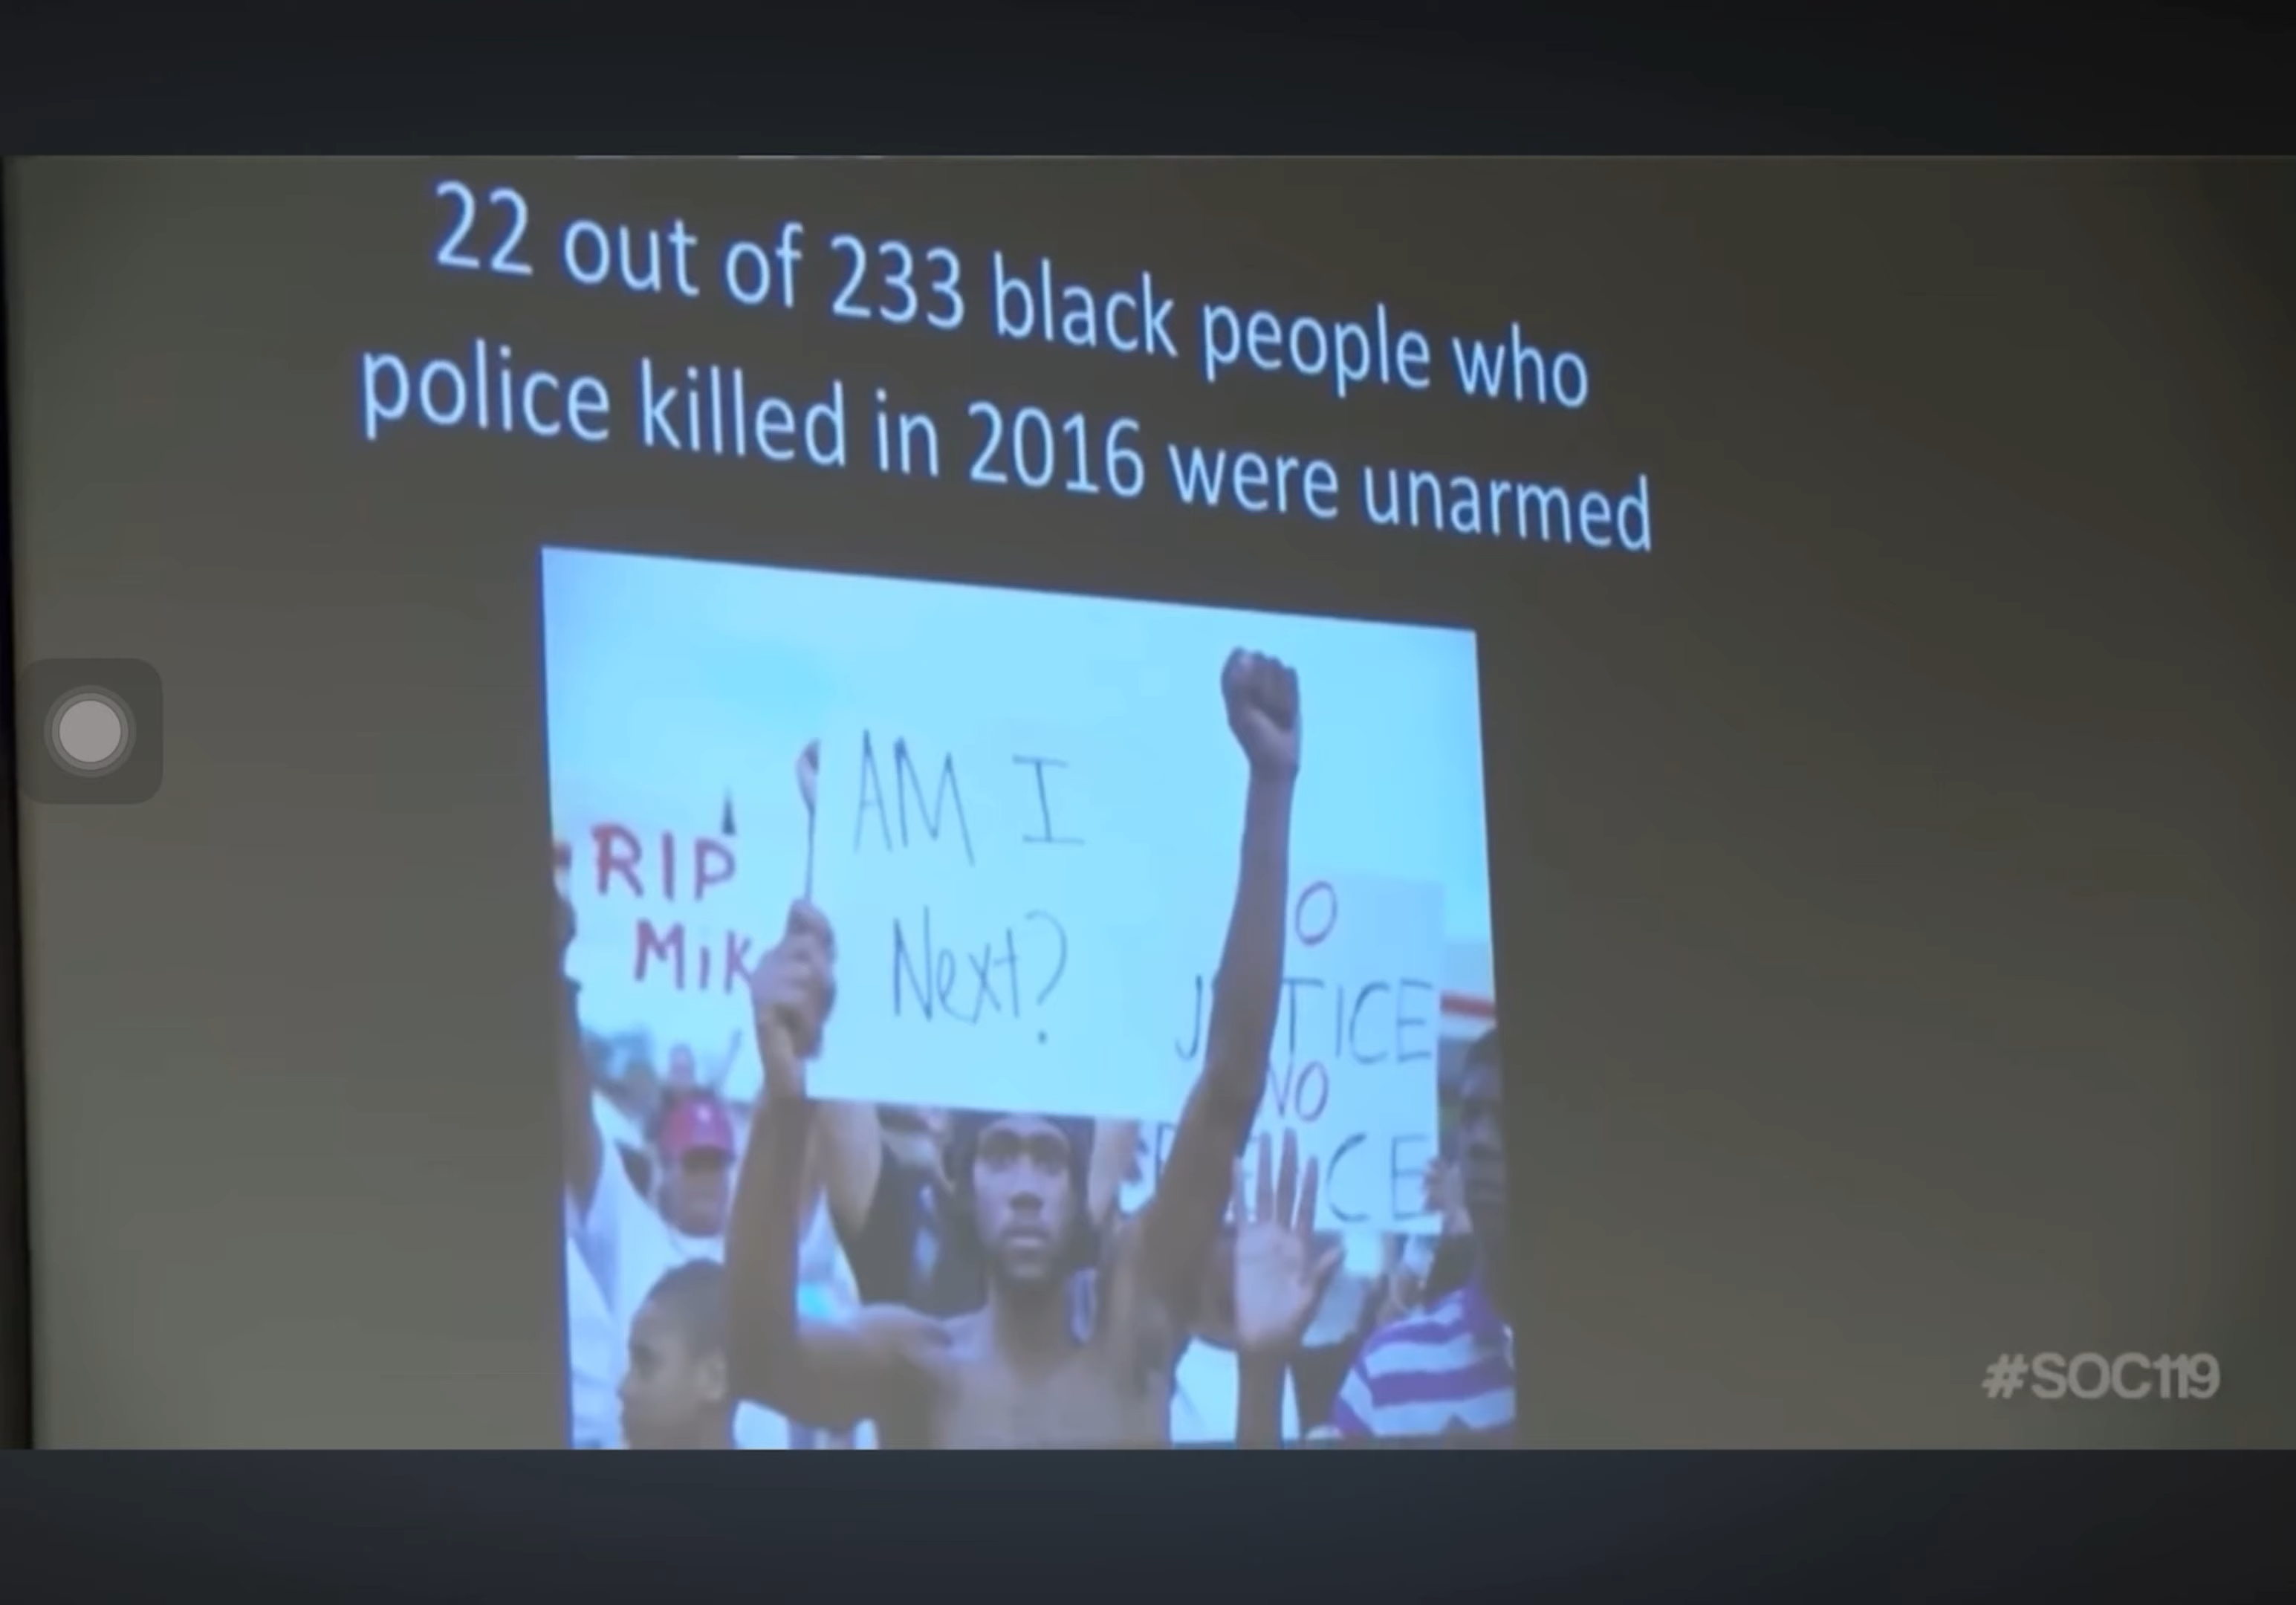 22 out of 233 black people who
police killed in 2016 were unarmed
AM I
Next?
RIP
MiK
O
J TICE
NO
CE
#SOC119